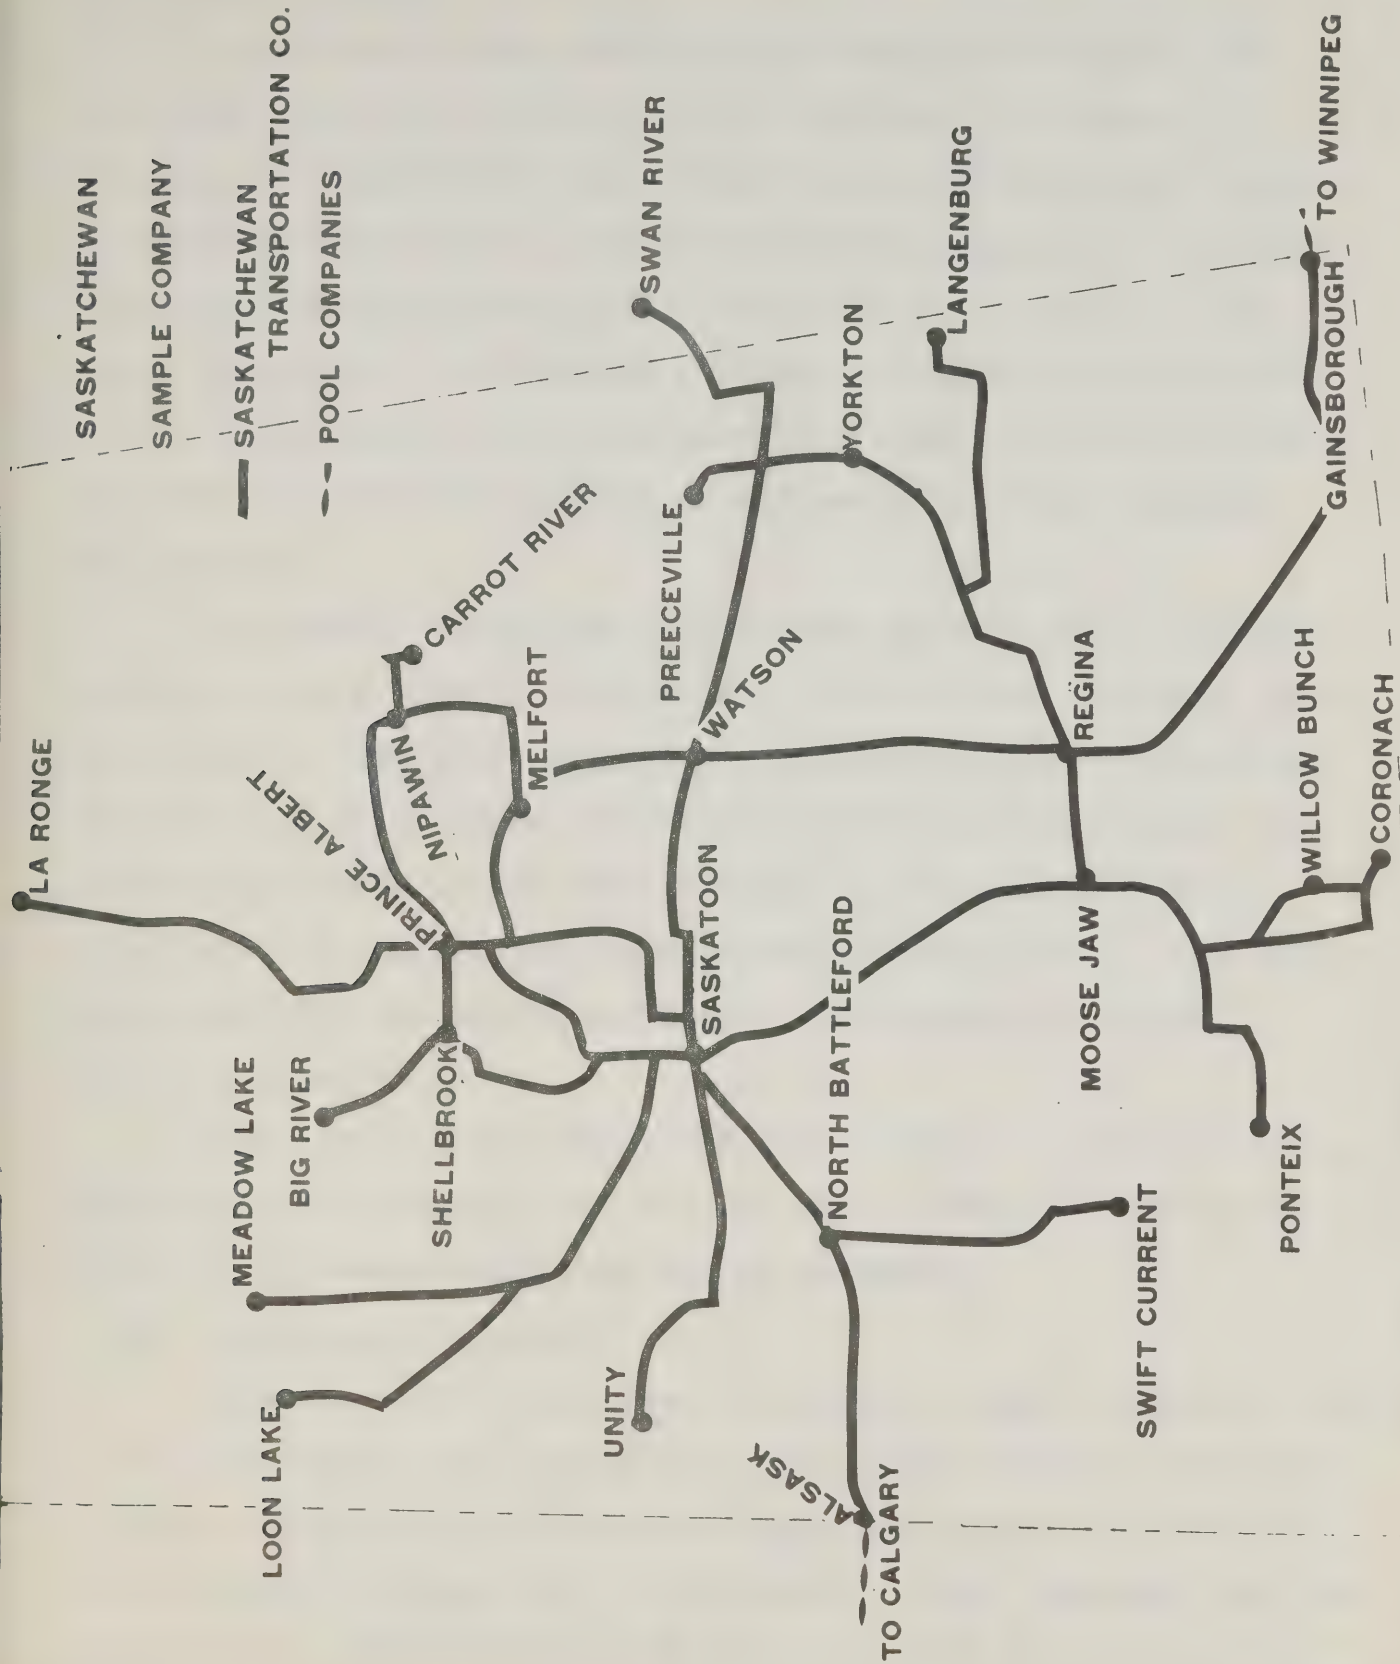 SASKATCHEWAN
SAMPLE COMPANY
SASKATCHEWAN
TRANSPORTATION CO.
POOL COMPANIES
LA RONGE
MEADOW LAKE
BIG RIVER
LOON LAKE
PRINCE ALBERT
NIPAWIN
CARROT RIVER
SHELLBROOK
MELFORT
UNITY
SASKATOON
WATSON
PREECEVILLE
SWAN RIVER
ALSASK
TO CALGARY
NORTH BATTLEFORD
YORKTON
LANGENBURG
SWIFT CURRENT
MOOSE JAW
REGINA
PONTEIX
WILLOW BUNCH
CORONACH
GAINSBOROUGH
TO WINNIPEG